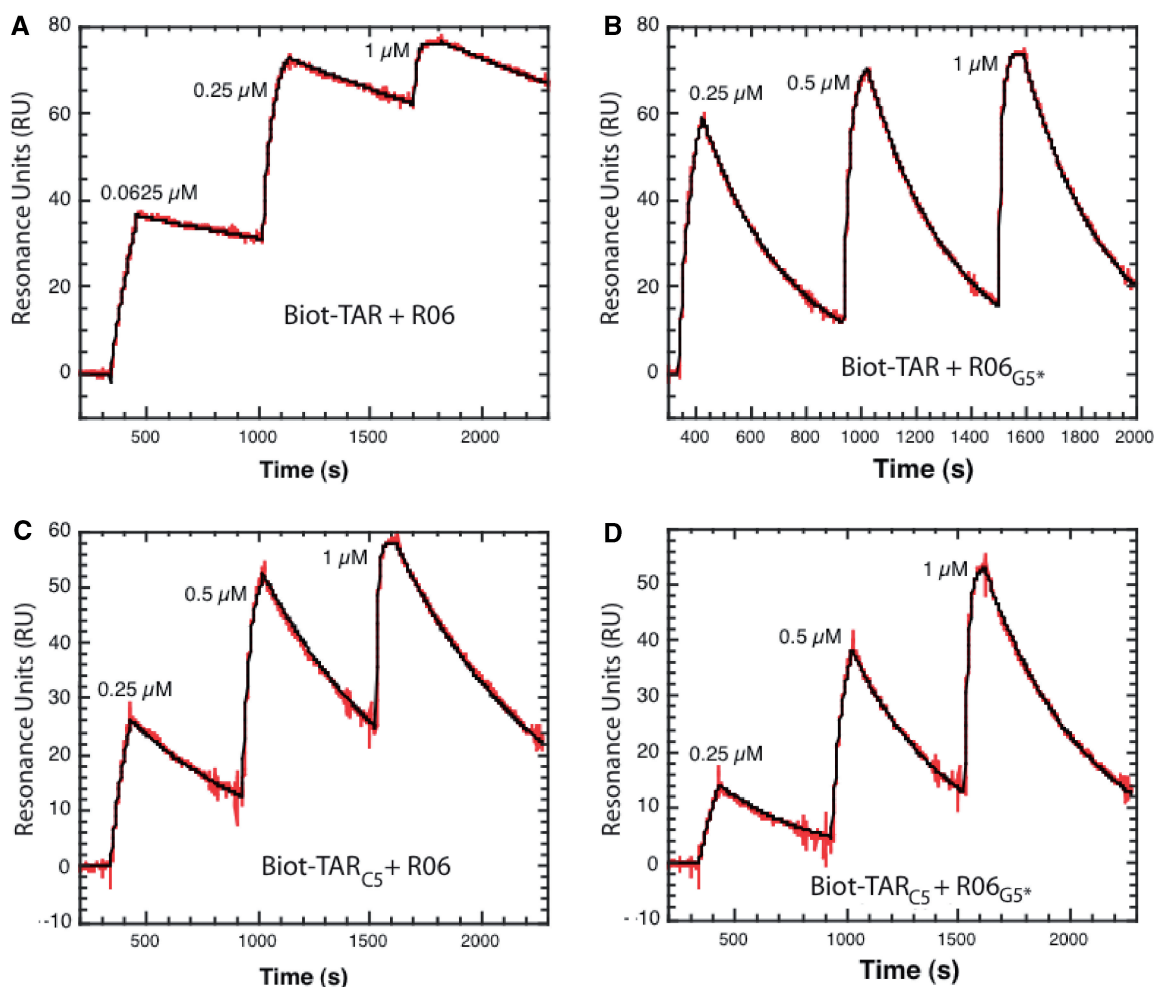 A
80
60
40
20
0
Resonance Units (RU)
0.0625 µM
0.25 µM
1 µM
Biot-TAR + R06
500 1000 1500 2000
Time (s)
B
80
60
40
20
0
Resonance Units (RU)
0.25 µM
0.5 µM
1 µM
Biot-TAR + R06G5*
400 600 800 1000 1200 1400 1600 1800 2000
Time (s)
C
60
50
40
30
20
10
0
-10
Resonance Units (RU)
0.25 µM
0.5 µM
1 µM
Biot-TARC5+ R06
500 1000 1500 2000
Time (s)
D
50
40
30
20
10
0
-10
Resonance Units (RU)
0.25 µM
0.5 µM
1 µM
Biot-TARC5 + R06G5*
500 1000 1500 2000
Time (s)